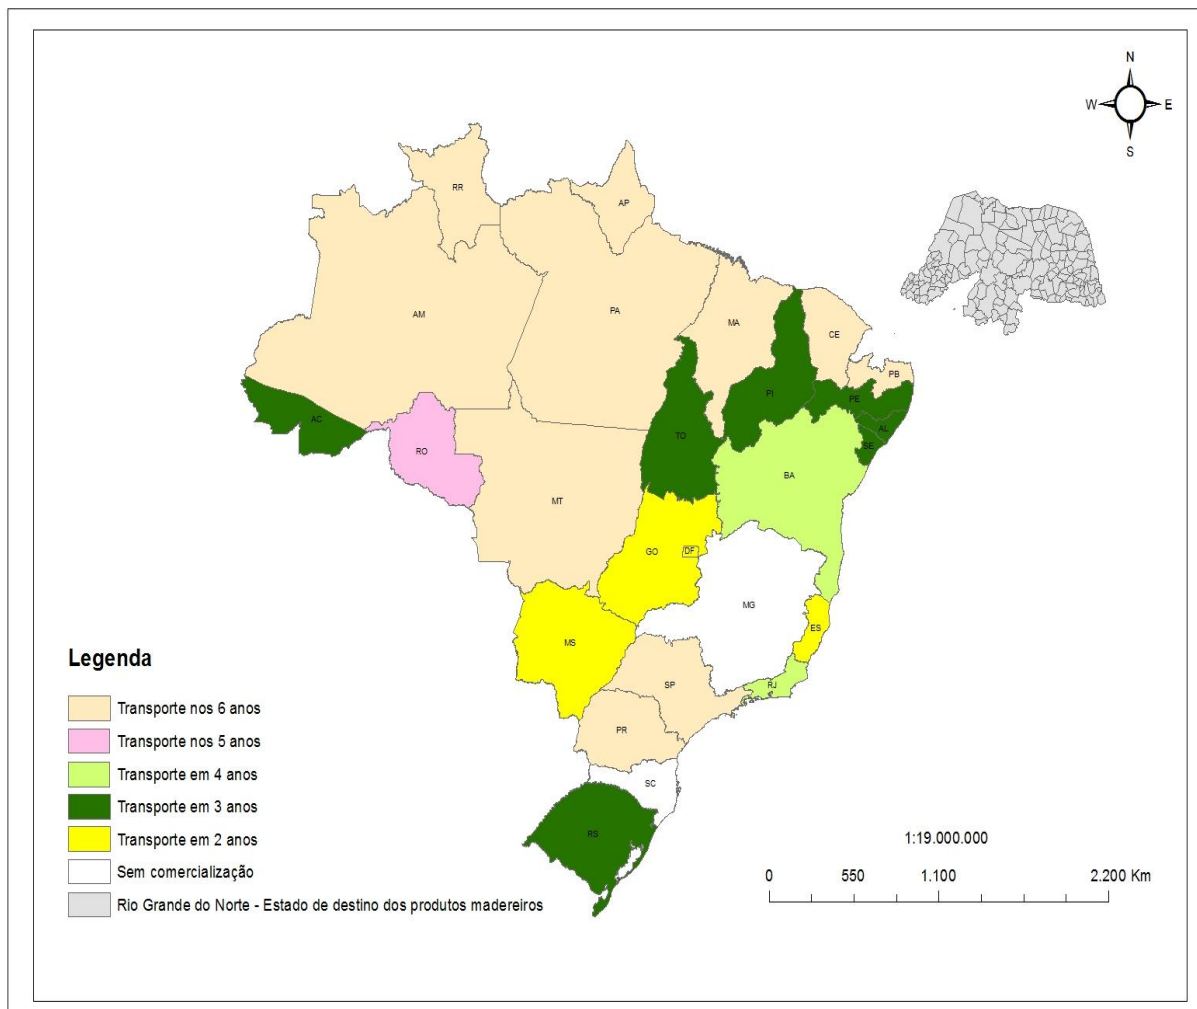 N
W E
S
RR
AP
AM
PA
MA
CE
PB
PI
PE
AC
AL
TO
SE
RO
BA
MT
GO
DF
MG
ES
MS
SP
RJ
PR
SC
RS
Legenda
Transporte nos 6 anos
Transporte nos 5 anos
Transporte em 4 anos
Transporte em 3 anos
Transporte em 2 anos
Sem comercialização
Rio Grande do Norte - Estado de destino dos produtos madereiros
1:19.000.000
0 550 1.100 2.200 Km